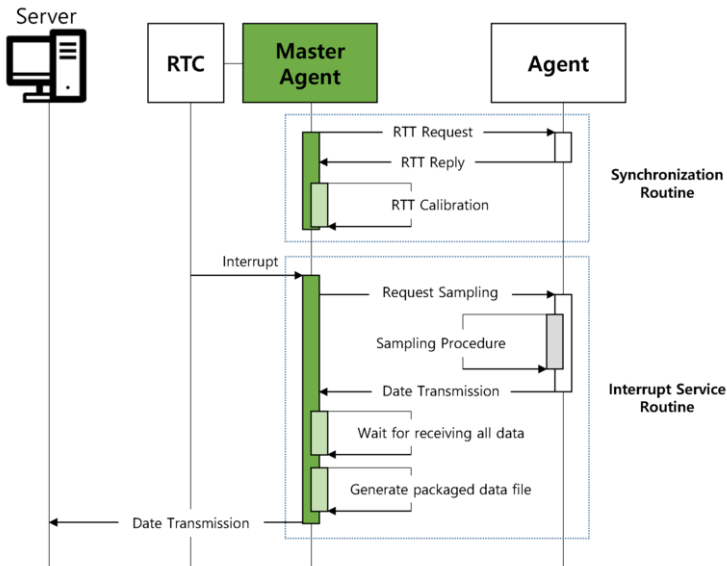 Server
RTC
Master
Agent
Agent
RTT Request
RTT Reply
RTT Calibration
Synchronization
Routine
Interrupt
Request Sampling
Sampling Procedure
Date Transmission
Interrupt Service
Routine
Wait for receiving all data
Generate packaged data file
Date Transmission